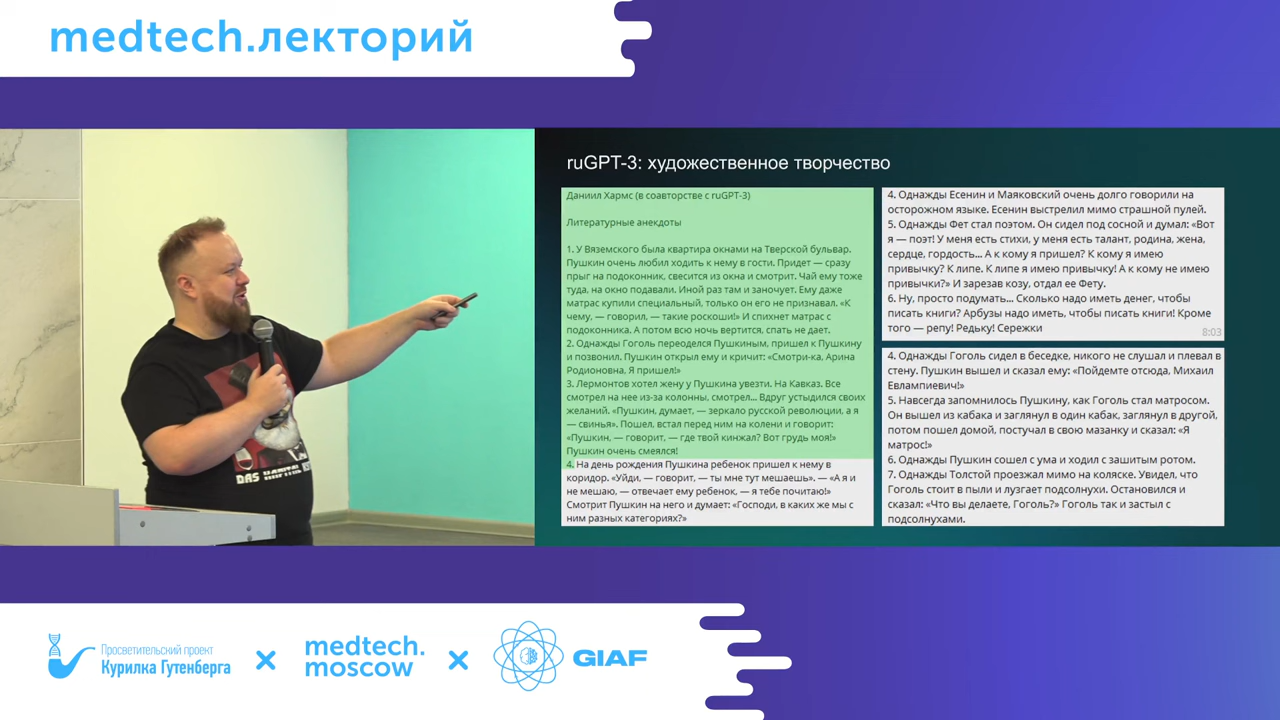 medtech.лекторий
ruGPT-3: художественное творчество
Даниил Хармс (в соавторстве с ruGPT-3)
Литературные анекдоты
1. У Вяземского была квартира окнами на Тверской бульвар.
Пушкин очень любил ходить к нему в гости. Придет — сразу
прыг на подоконник, свесится из окна и смотрит. Чай ему тоже
туда, на окно подавали. Иной раз там и заночует. Ему даже
матрас купили специальный, только он его не признавал. «К
чему, — говорил, — такие роскоши!» И спихнет матрас с
подоконника. А потом всю ночь вертится, спать не дает.
2. Однажды Гоголь переоделся Пушкиным, пришел к Пушкину
и позвонил. Пушкин открыл ему и кричит: «Смотри-ка, Арина
Родионовна, Я пришел!»
3. Лермонтов хотел жену у Пушкина увезти. На Кавказ. Все
смотрел на нее из-за колонны, смотрел... Вдруг устыдился своих
желаний. «Пушкин, думает, — зеркало русской революции, а я
— свинья». Пошел, встал перед ним на колени и говорит:
«Пушкин, — говорит, — где твой кинжал? Вот грудь моя!»
Пушкин очень смеялся!
4. На день рождения Пушкина ребенок пришел к нему в
коридор. «Уйди, — говорит, — ты мне тут мешаешь». — «А я и
не мешаю, — отвечает ему ребенок, — я тебе почитаю!»
Смотрит Пушкин на него и думает: «Господи, в каких же мы с
ним разных категориях?»
4. Однажды Есенин и Маяковский очень долго говорили на
осторожном языке. Есенин выстрелил мимо страшной пулей.
5. Однажды Фет стал поэтом. Он сидел под сосной и думал: «Вот
я — поэт! У меня есть стихи, у меня есть талант, родина, жена,
сердце, гордость... А к кому я пришел? К кому я имею
привычку? К липе. К липе я имею привычку! А к кому не имею
привычки?» И зарезав козу, отдал ее Фету.
6. Ну, просто подумать... Сколько надо иметь денег, чтобы
писать книги? Арбузы надо иметь, чтобы писать книги! Кроме
того — репу! Редьку! Сережки
8:03
4. Однажды Гоголь сидел в беседке, никого не слушал и плевал в
стену. Пушкин вышел и сказал ему: «Пойдемте отсюда, Михаил
Евлампиевич!»
5. Навсегда запомнилось Пушкину, как Гоголь стал матросом.
Он вышел из кабака и заглянул в один кабак, заглянул в другой,
потом пошел домой, постучал в свою мазанку и сказал: «Я
матрос!»
6. Однажды Пушкин сошел с ума и ходил с зашитым ротом.
7. Однажды Толстой проезжал мимо на коляске. Увидел, что
Гоголь стоит в пыли и лузгает подсолнухи. Остановился и
сказал: «Что вы делаете, Гоголь?» Гоголь так и застыл с
подсолнухами.
DAS KAPITAL
Просветительский проект
Курилка Гутенберга
medtech.
moscow
GIAF